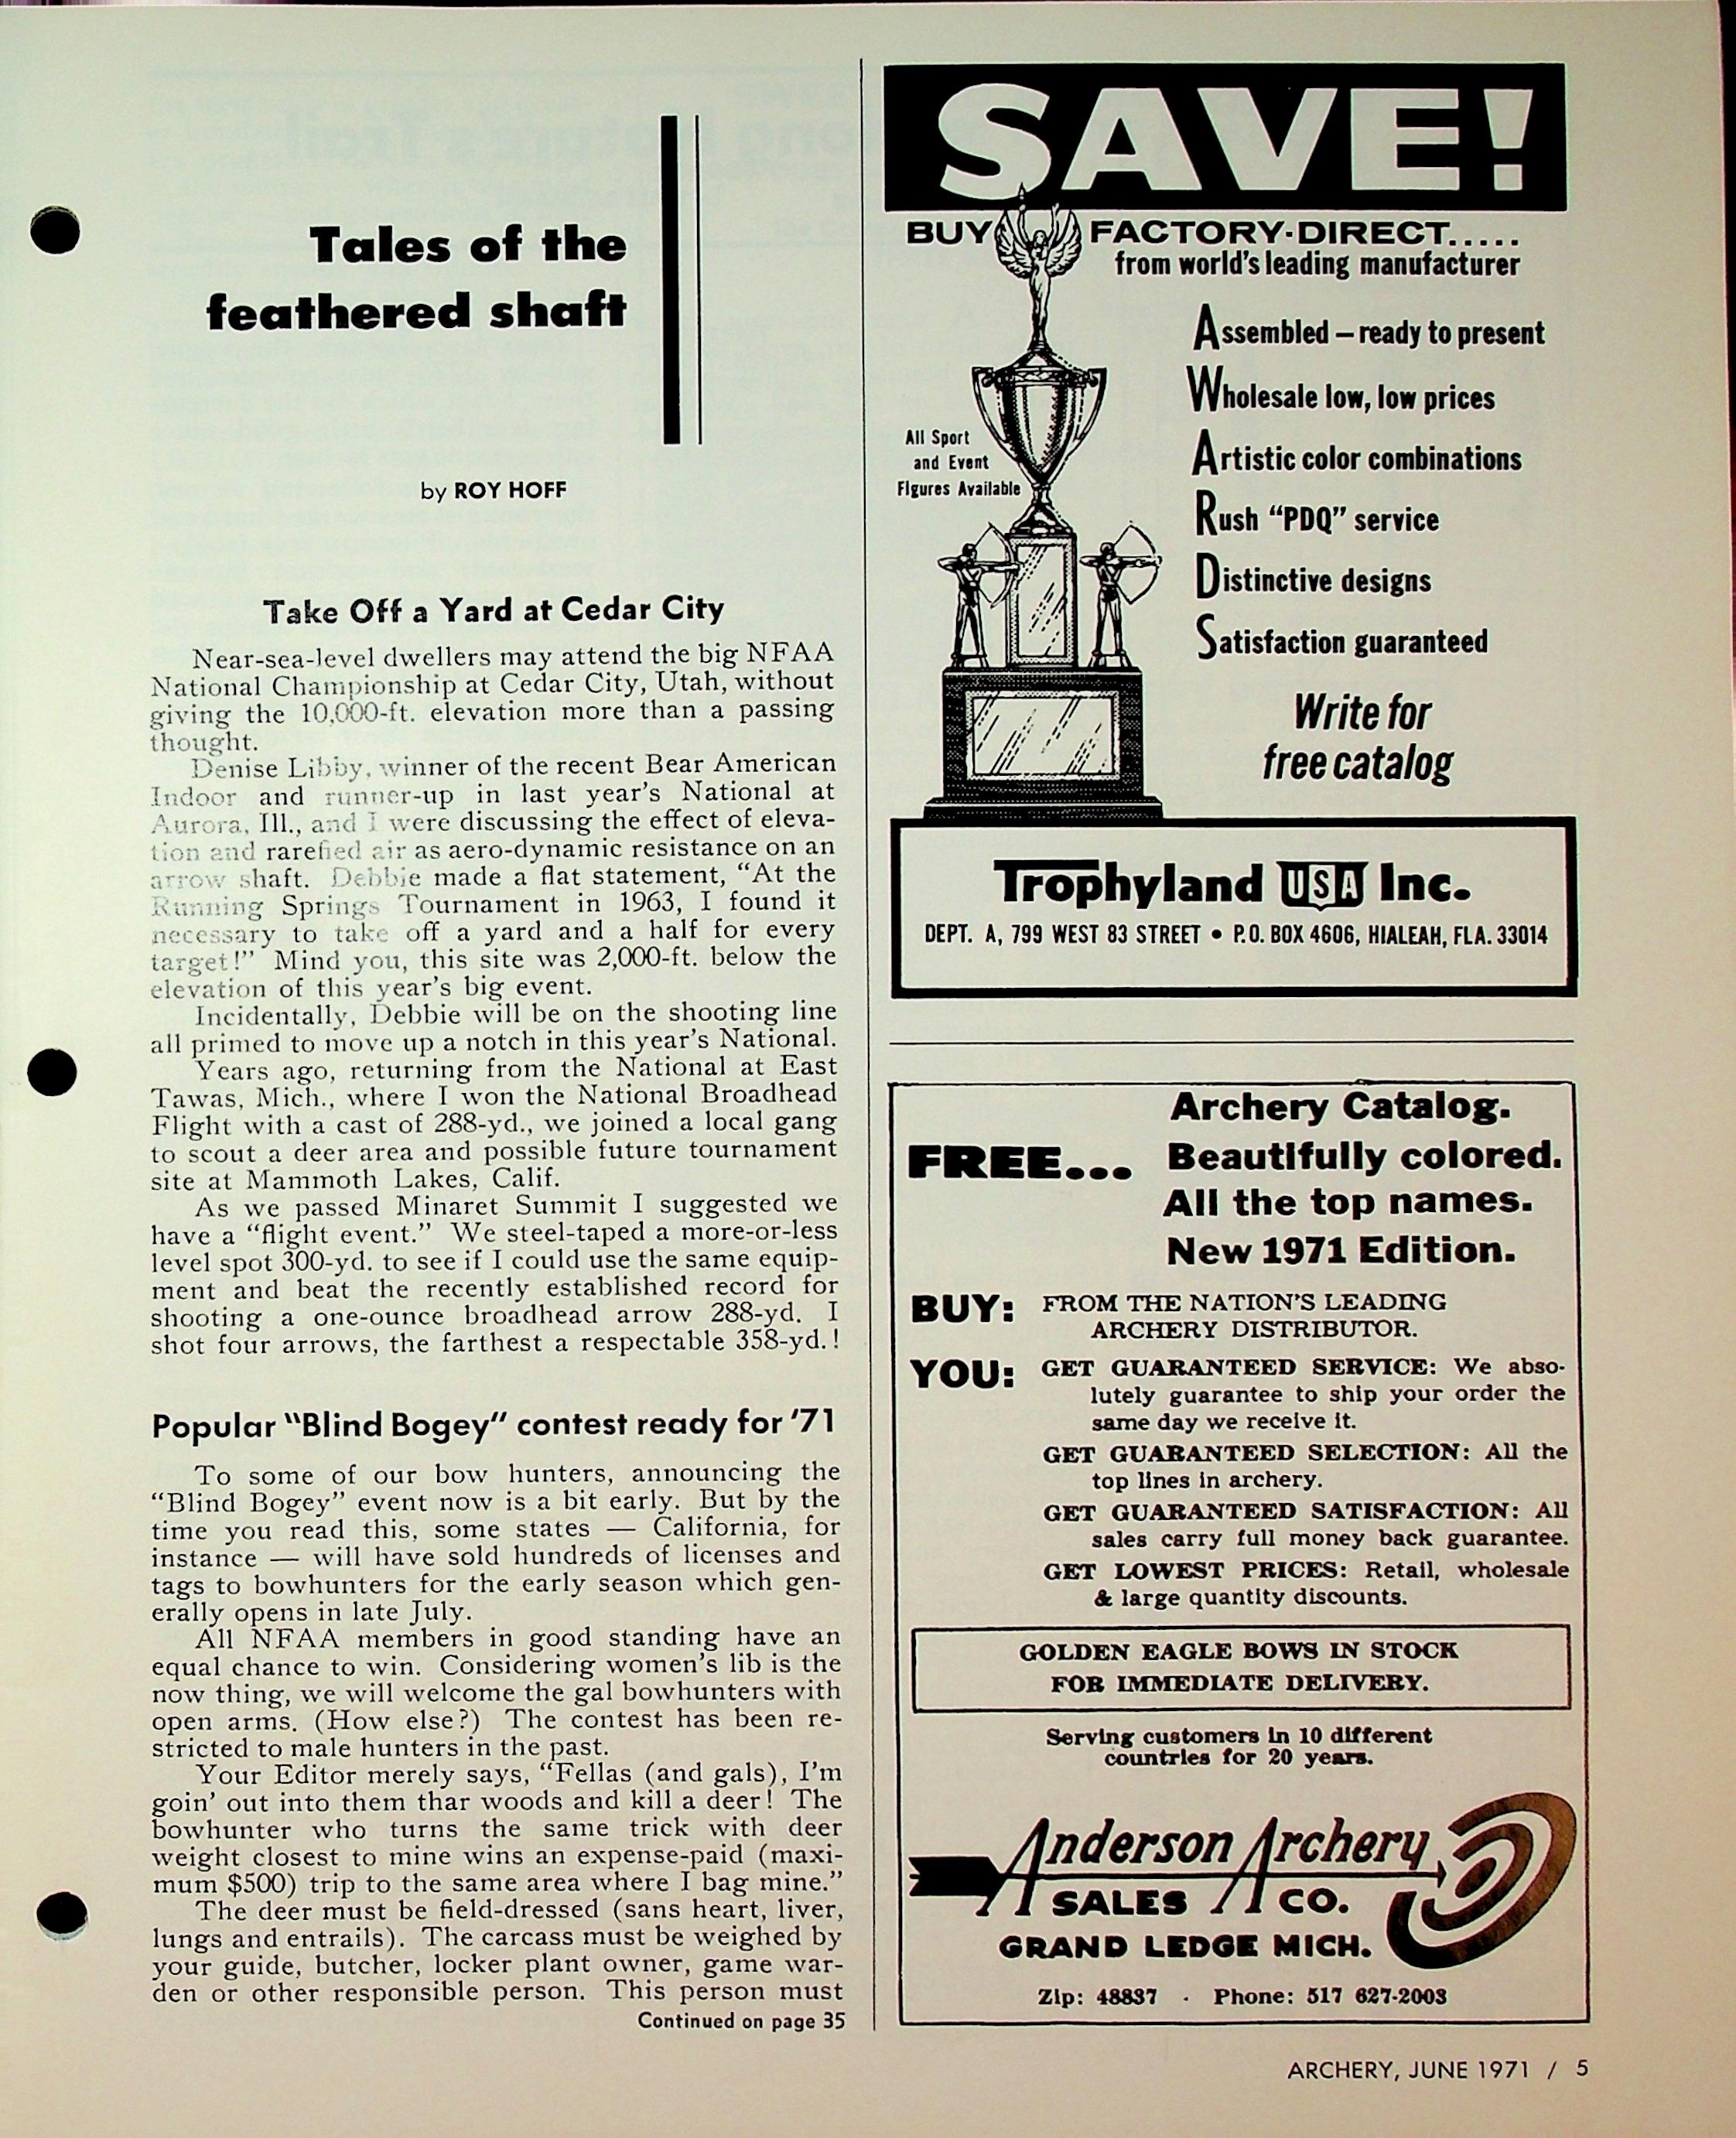 Tales of the
feathered shaft
by ROY HOFF
Take Off a Yard at Cedar City
Near-sea-level dwellers may attend the big NFAA
National Championship at Cedar City, Utah, without
giving the 10,000-ft. elevation more than a passing
thought.
Denise Libby, winner of the recent Bear American
Indoor and runner-up in last year's National at
Aurora, Ill., and I were discussing the effect of eleva-
tion and rarefied air as aero-dynamic resistance on an
arrow shaft. Debbie made a flat statement, "At the
Running Springs Tournament in 1963, I found it
necessary to take off a yard and a half for every
target!" Mind you, this site was 2,000-ft. below the
elevation of this year's big event.
Incidentally, Debbie will be on the shooting line
all primed to move up a notch in this year's National.
Years ago, returning from the National at East
Tawas, Mich., where I won the National Broadhead
Flight with a cast of 288-yd., we joined a local gang
to scout a deer area and possible future tournament
site at Mammoth Lakes, Calif.
As we passed Minaret Summit I suggested we
have a "flight event." We steel-taped a more-or-less
level spot 300-yd. to see if I could use the same equip-
ment and beat the recently established record for
shooting a one-ounce broadhead arrow 288-yd. I
shot four arrows, the farthest a respectable 358-yd.!
Popular "Blind Bogey" contest ready for '71
To some of our bow hunters, announcing the
"Blind Bogey" event now is a bit early. But by the
time you read this, some states — California, for
instance — will have sold hundreds of licenses and
tags to bowhunters for the early season which gen-
erally opens in late July.
All NFAA members in good standing have an
equal chance to win. Considering women's lib is the
now thing, we will welcome the gal bowhunters with
open arms. (How else?) The contest has been re-
stricted to male hunters in the past.
Your Editor merely says, "Fellas (and gals), I'm
goin' out into them thar woods and kill a deer! The
bowhunter who turns the same trick with deer
weight closest to mine wins an expense-paid (maxi-
mum $500) trip to the same area where I bag mine."
The deer must be field-dressed (sans heart, liver,
lungs and entrails). The carcass must be weighed by
your guide, butcher, locker plant owner, game war-
den or other responsible person. This person must
Continued on page 35
SAVE!
BUY FACTORY-DIRECT.....
from world's leading manufacturer
Assembled – ready to present
Wholesale low, low prices
Artistic color combinations
Rush "PDQ" service
Distinctive designs
Satisfaction guaranteed
All Sport
and Event
Figures Available
Write for
free catalog
Trophyland USA Inc.
DEPT. A, 799 WEST 83 STREET • P.O. BOX 4606, HIALEAH, FLA. 33014
FREE...
Archery Catalog.
Beautifully colored.
All the top names.
New 1971 Edition.
BUY: FROM THE NATION'S LEADING
ARCHERY DISTRIBUTOR.
YOU: GET GUARANTEED SERVICE: We abso-
lutely guarantee to ship your order the
same day we receive it.
GET GUARANTEED SELECTION: All the
top lines in archery.
GET GUARANTEED SATISFACTION: All
sales carry full money back guarantee.
GET LOWEST PRICES: Retail, wholesale
& large quantity discounts.
GOLDEN EAGLE BOWS IN STOCK
FOR IMMEDIATE DELIVERY.
Serving customers in 10 different
countries for 20 years.
Anderson Archery
SALES CO.
GRAND LEDGE MICH.
Zip: 48837 - Phone: 517 627-2003
ARCHERY, JUNE 1971 / 5